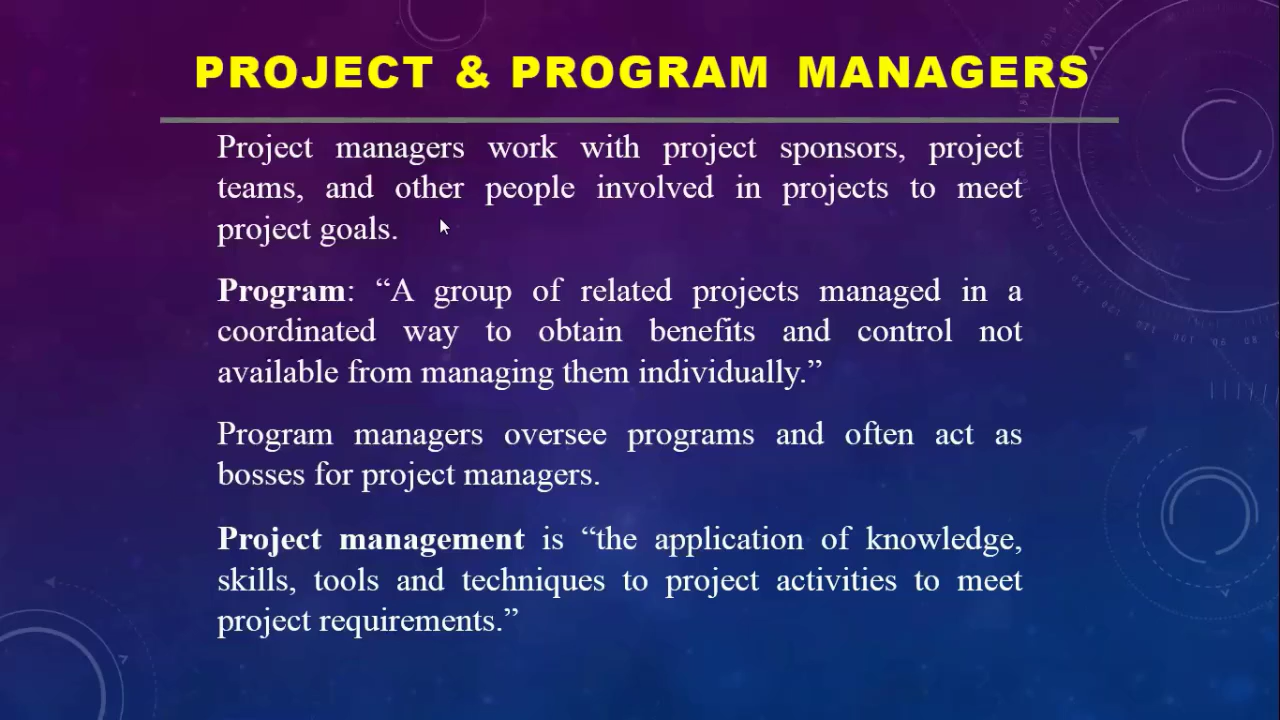 PROJECT & PROGRAM MANAGERS
Project managers work with project sponsors, project
teams, and other people involved in projects to meet
project goals.
Program: “A group of related projects managed in a
coordinated way to obtain benefits and control not
available from managing them individually.”
Program managers oversee programs and often act as
bosses for project managers.
Project management is “the application of knowledge,
skills, tools and techniques to project activities to meet
project requirements.”